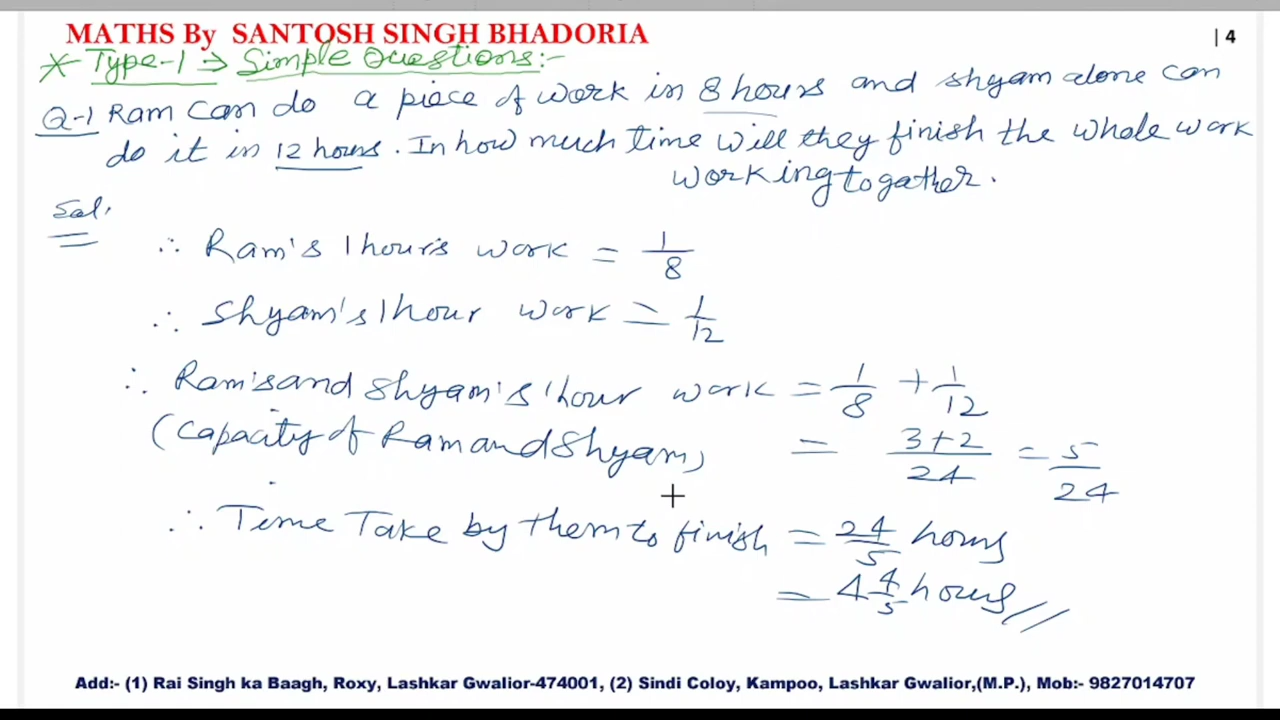 MATHS By SANTOSH SINGH BHADORIA
| 4
* Type-1 ⇒ Simple Questions:-
Q-1 Ram can do a piece of work in 8 hours and shyam alone can
do it in 12 hours. In how much time will they finish the whole work
working togather.
Sol.
∴ Ram's 1 hour's work = 1/8
∴ Shyam's 1 hour work = 1/12
∴ Ram's and Shyam's 1 hour work = 1/8 + 1/12
(Capacity of Ram and Shyam) = 3+2/24 = 5/24
∴ Time Take by them to finish = 24/5 hours
= 4 4/5 hours //
Add:- (1) Rai Singh ka Baagh, Roxy, Lashkar Gwalior-474001, (2) Sindi Coloy, Kampoo, Lashkar Gwalior,(M.P.), Mob:- 9827014707